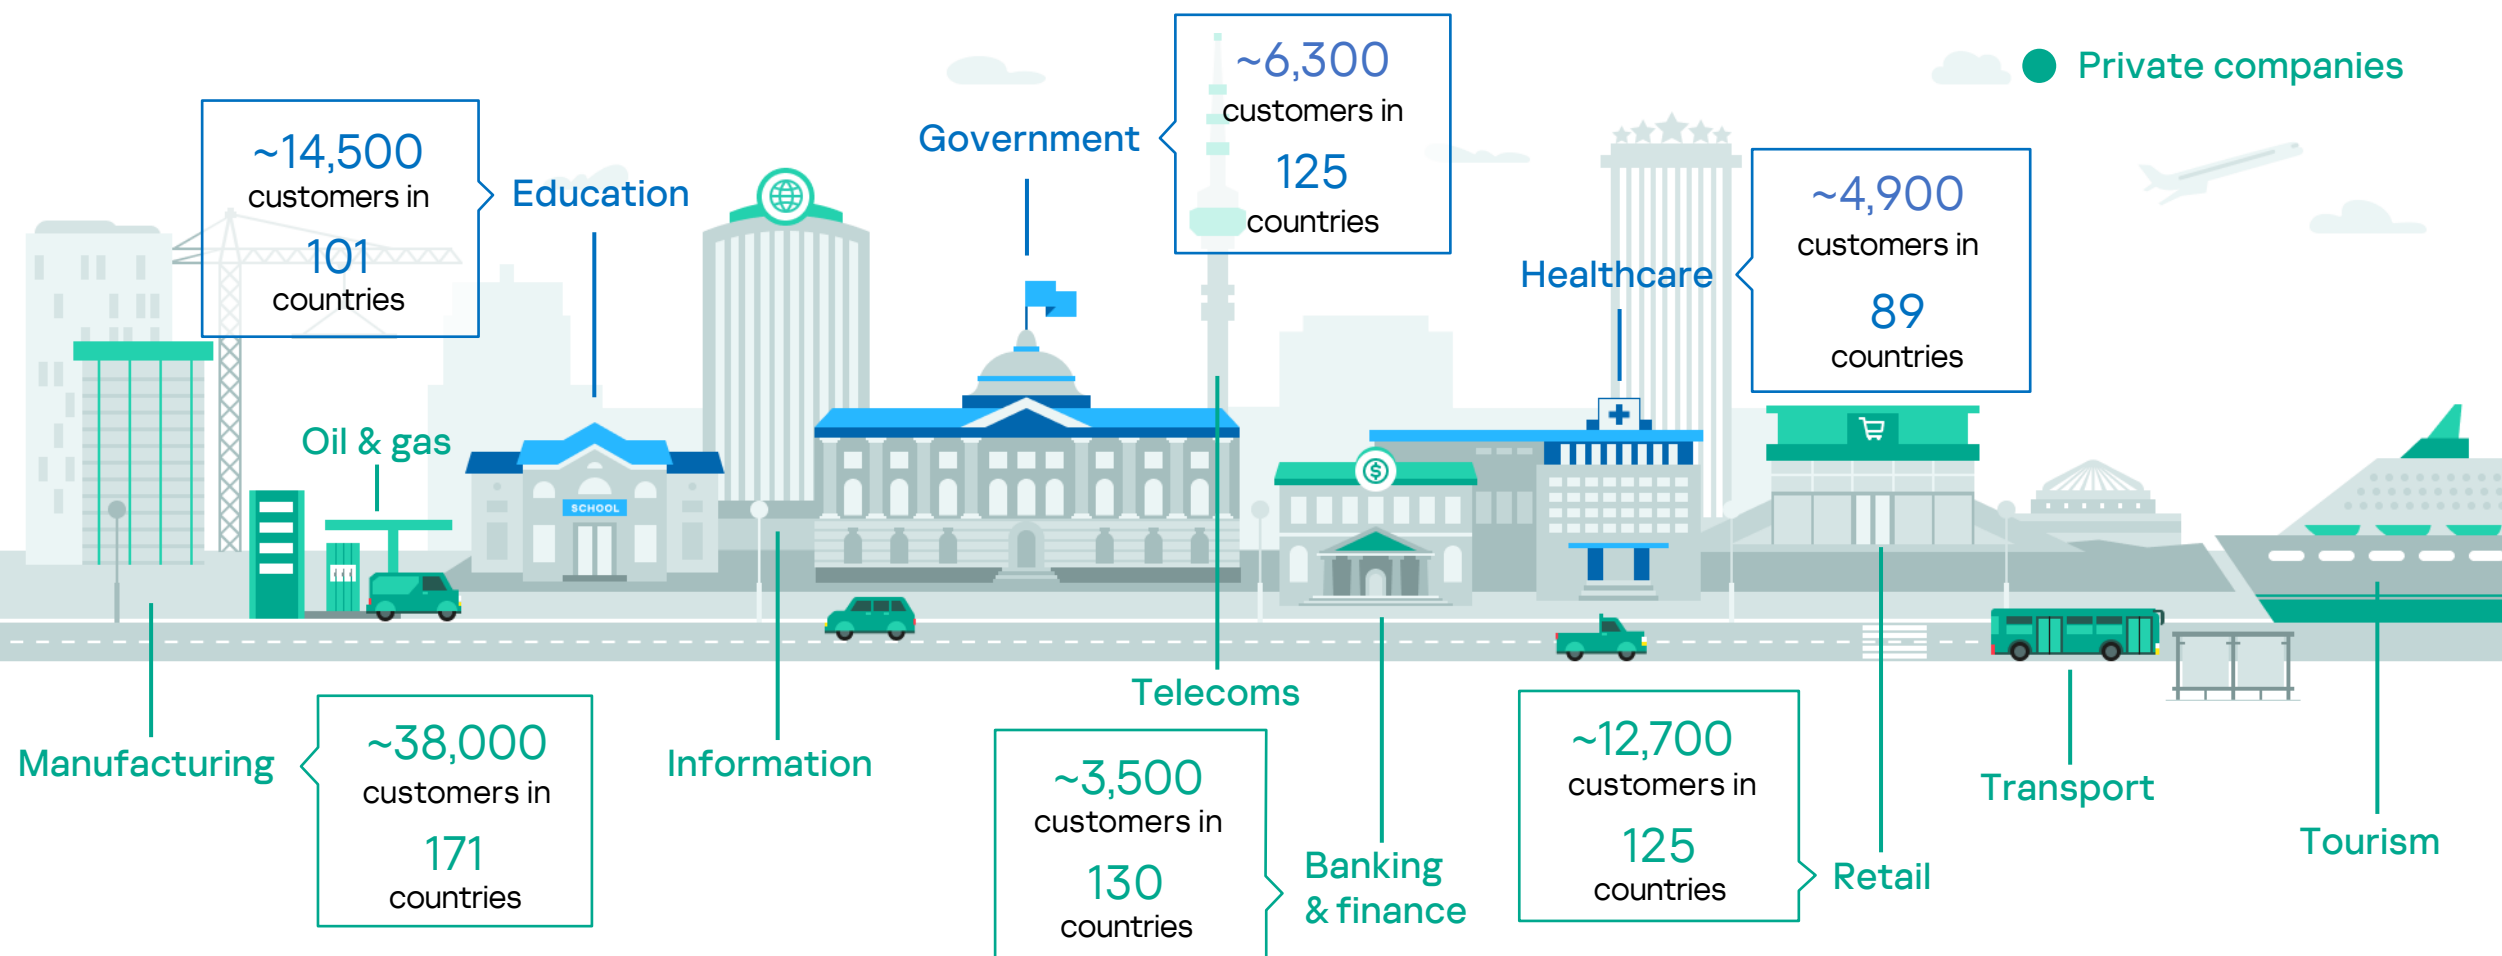 Private companies
~6,300
customers in
125
countries
Government
~14,500
customers in
101
countries
Education
~4,900
customers in
89
countries
Healthcare
Oil & gas
SCHOOL
Telecoms
Manufacturing
~38,000
customers in
171
countries
Information
~3,500
customers in
130
countries
Banking
& finance
~12,700
customers in
125
countries
Retail
Transport
Tourism